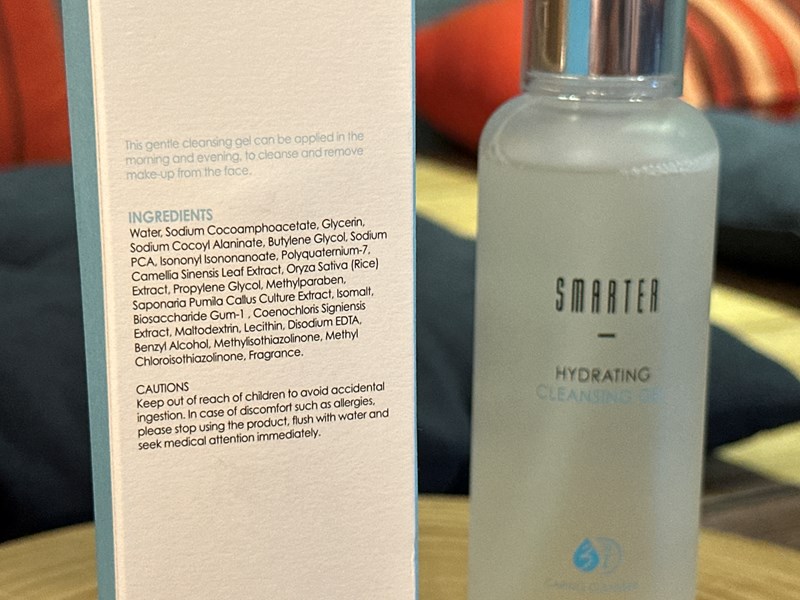 This gentle cleansing gel can be applied in the
morning and evening, to cleanse and remove
make-up from the face.
INGREDIENTS
Water, Sodium Cocoamphoacetate, Glycerin,
Sodium Cocoyl Alaninate, Butylene Glycol, Sodium
PCA, Isononyl Isononanoate, Polyquaternium-7,
Camellia Sinensis Leaf Extract, Oryza Sativa (Rice)
Extract, Propylene Glycol, Methylparaben,
Saponaria Pumila Callus Culture Extract, Isomalt,
Biosaccharide Gum-1 , Coenochloris Signiensis
Extract, Maltodextrin, Lecithin, Disodium EDTA,
Benzyl Alcohol, Methylisothiazolinone, Methyl
Chloroisothiazolinone, Fragrance.
CAUTIONS
Keep out of reach of children to avoid accidental
ingestion. In case of discomfort such as allergies,
please stop using the product, flush with water and
seek medical attention immediately.
SMARTER
HYDRATING
CLEANSING GEL